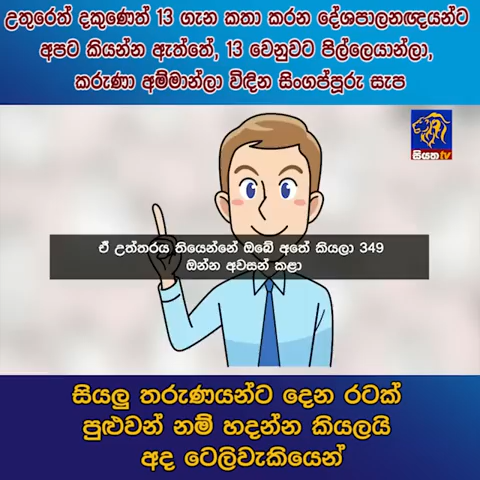 උතුරෙත් දකුණෙත් 13 ගැන කතා කරන දේශපාලනඥයන්ට
අපට කියන්න ඇත්තේ, 13 වෙනුවට පිල්ලෙයාන්ලා,
කරුණා අම්මාන්ලා විඳින සිංගප්පූරු සැප
සියත tv
ඒ උත්තරය තියෙන්නේ ඔබේ අතේ කියලා 349
ඔන්න අවසන් කළා
සියලු තරුණයන්ට දෙන රටක්
පුළුවන් නම් හදන්න කියලයි
අද ටෙලිවැකියෙන්